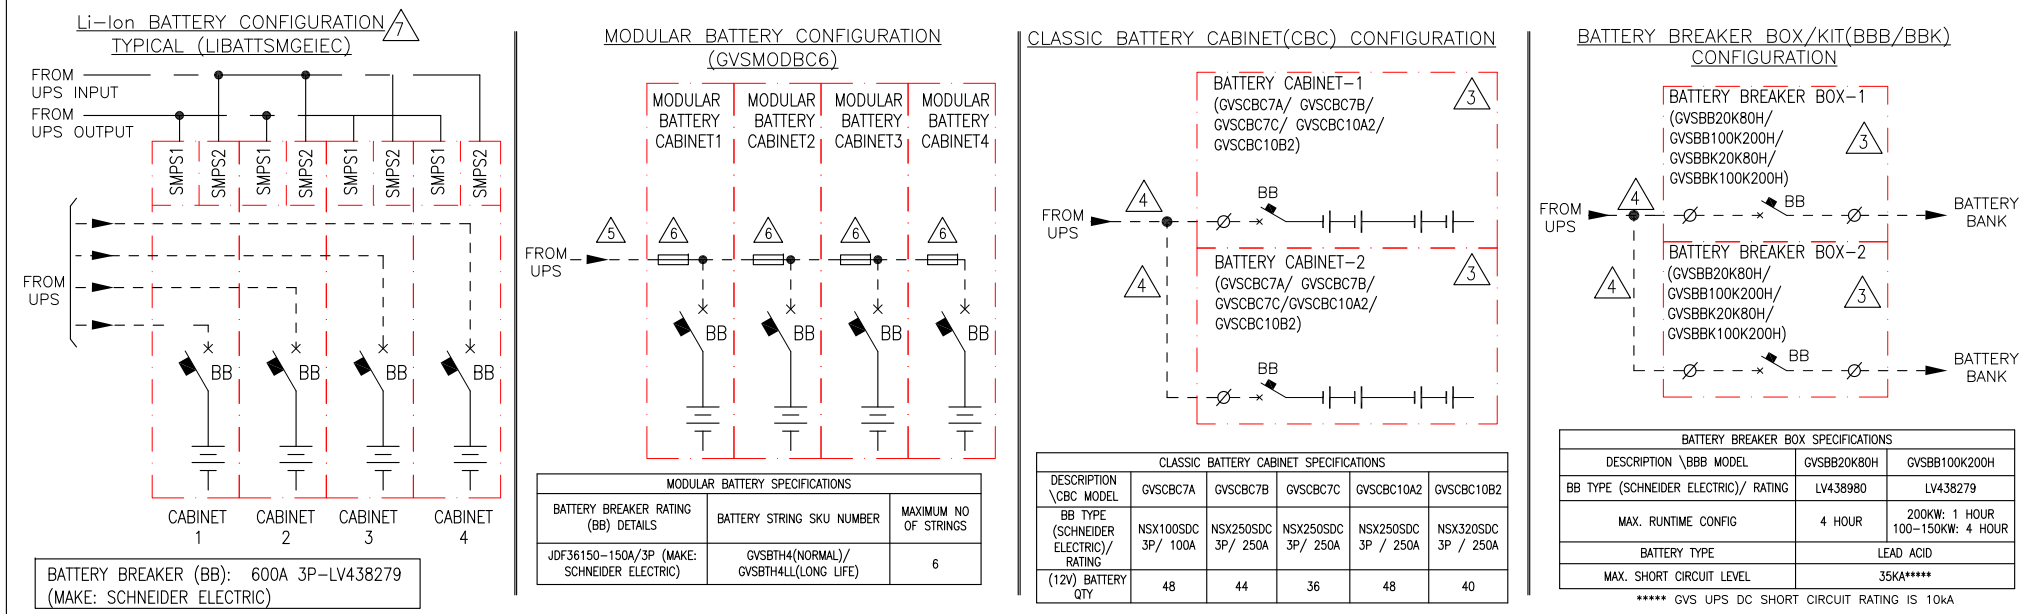 Li-Ion BATTERY CONFIGURATION
7
TYPICAL (LIBATTSMGEIEC)
FROM
UPS INPUT
FROM
UPS OUTPUT
SMPS1
SMPS2
SMPS1
SMPS2
SMPS1
SMPS2
SMPS1
SMPS2
FROM
UPS
BB
BB
BB
BB
CABINET
1
CABINET
2
CABINET
3
CABINET
4
BATTERY BREAKER (BB): 600A 3P-LV438279
(MAKE: SCHNEIDER ELECTRIC)
MODULAR BATTERY CONFIGURATION
(GVSMODBC6)
MODULAR
BATTERY
CABINET1
MODULAR
BATTERY
CABINET2
MODULAR
BATTERY
CABINET3
MODULAR
BATTERY
CABINET4
FROM
UPS
5
6
6
6
6
BB
BB
BB
BB
MODULAR BATTERY SPECIFICATIONS
BATTERY BREAKER RATING
(BB) DETAILS
BATTERY STRING SKU NUMBER
MAXIMUM NO
OF STRINGS
JDF36150-150A/3P (MAKE:
SCHNEIDER ELECTRIC)
GVSBTH4(NORMAL)/
GVSBTH4LL(LONG LIFE)
6
CLASSIC BATTERY CABINET(CBC) CONFIGURATION
BATTERY CABINET-1
(GVSCBC7A/ GVSCBC7B/
GVSCBC7C/ GVSCBC10A2/
GVSCBC10B2)
3
FROM
UPS
4
BB
BATTERY CABINET-2
(GVSCBC7A/ GVSCBC7B/
GVSCBC7C/GVSCBC10A2/
GVSCBC10B2)
3
4
BB
CLASSIC BATTERY CABINET SPECIFICATIONS
DESCRIPTION
\CBC MODEL
GVSCBC7A
GVSCBC7B
GVSCBC7C
GVSCBC10A2
GVSCBC10B2
BB TYPE
(SCHNEIDER
ELECTRIC)/
RATING
NSX100SDC
3P/ 100A
NSX250SDC
3P/ 250A
NSX250SDC
3P/ 250A
NSX250SDC
3P / 250A
NSX320SDC
3P / 250A
(12V) BATTERY
QTY
48
44
36
48
40
BATTERY BREAKER BOX/KIT(BBB/BBK)
CONFIGURATION
BATTERY BREAKER BOX-1
(GVSBB20K80H/
GVSBB100K200H/
GVSBBK20K80H/
GVSBBK100K200H)
3
FROM
UPS
4
BB
BATTERY
BANK
BATTERY BREAKER BOX-2
(GVSBB20K80H/
GVSBB100K200H/
GVSBBK20K80H/
GVSBBK100K200H)
3
4
BB
BATTERY
BANK
BATTERY BREAKER BOX SPECIFICATIONS
DESCRIPTION \BBB MODEL
GVSBB20K80H
GVSBB100K200H
BB TYPE (SCHNEIDER ELECTRIC)/ RATING
LV438980
LV438279
MAX. RUNTIME CONFIG
4 HOUR
200KW: 1 HOUR
100-150KW: 4 HOUR
BATTERY TYPE
LEAD ACID
MAX. SHORT CIRCUIT LEVEL
35KA*****
***** GVS UPS DC SHORT CIRCUIT RATING IS 10kA